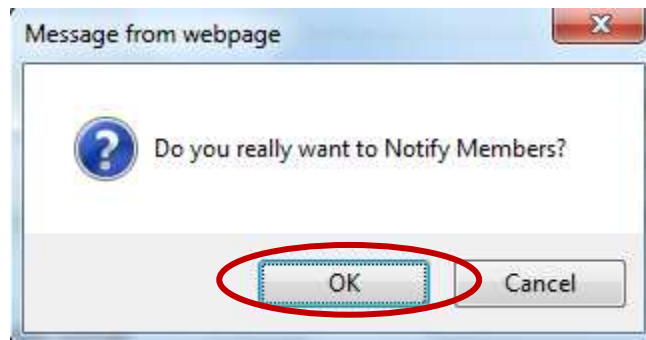 Message from webpage
Do you really want to Notify Members?
OK
Cancel